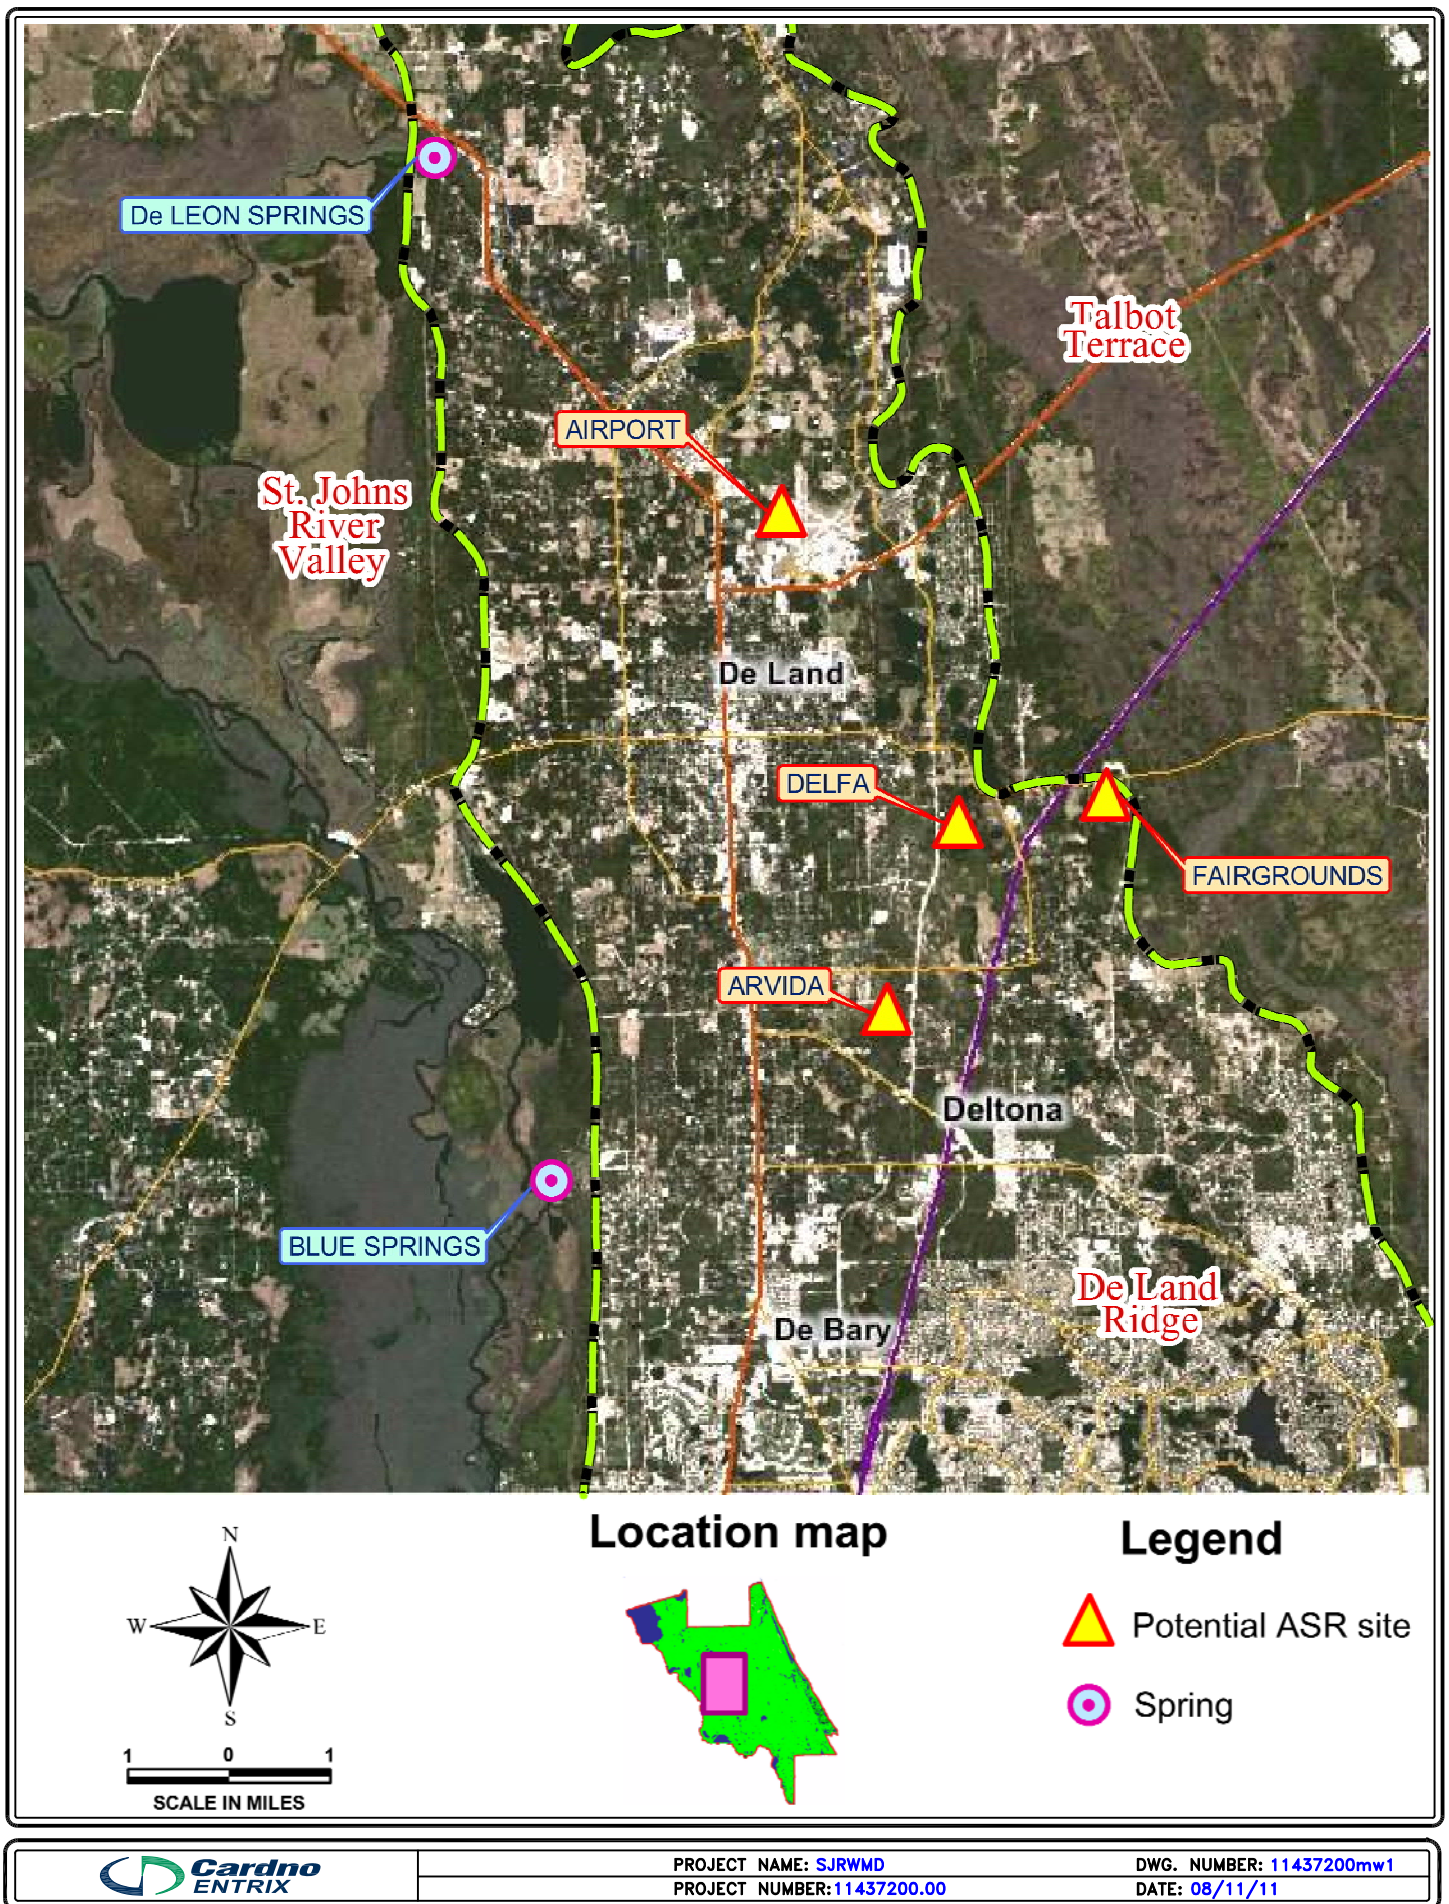 De LEON SPRINGS
Talbot
Terrace
AIRPORT
St. Johns
River
Valley
De Land
DELFA
FAIRGROUNDS
ARVIDA
Deltona
BLUE SPRINGS
De Land
Ridge
De Bary
N
W
E
S
1 0 1
SCALE IN MILES
Location map
Legend
Potential ASR site
Spring
Cardno
ENTRIX
PROJECT NAME: SJRWMD
PROJECT NUMBER:11437200.00
DWG. NUMBER: 11437200mw1
DATE: 08/11/11